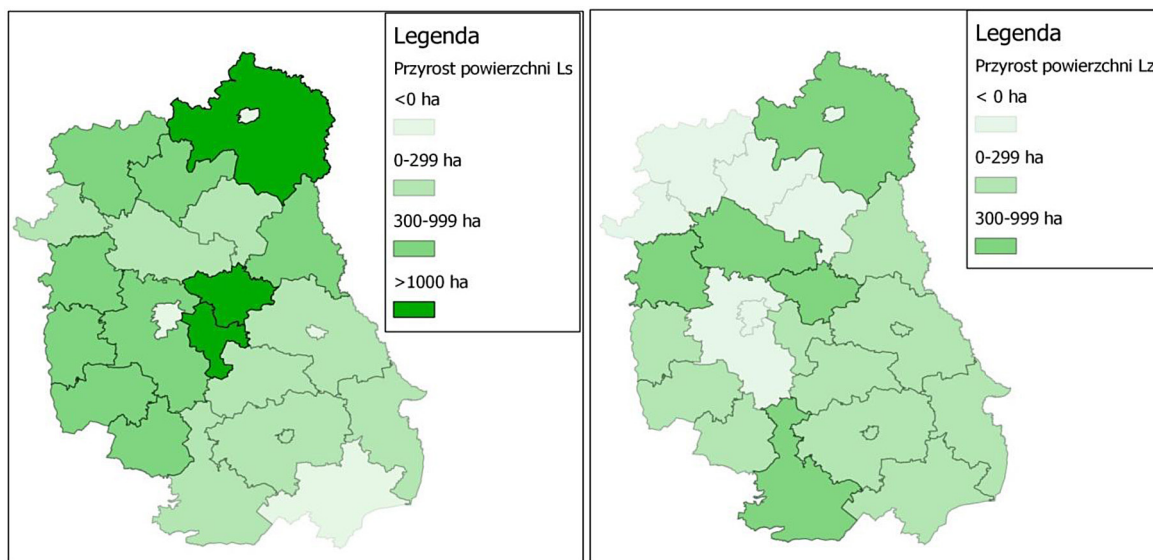 Legenda
Przyrost powierzchni Ls
<0 ha
0-299 ha
300-999 ha
>1000 ha
Legenda
Przyrost powierzchni Lz
< 0 ha
0-299 ha
300-999 ha